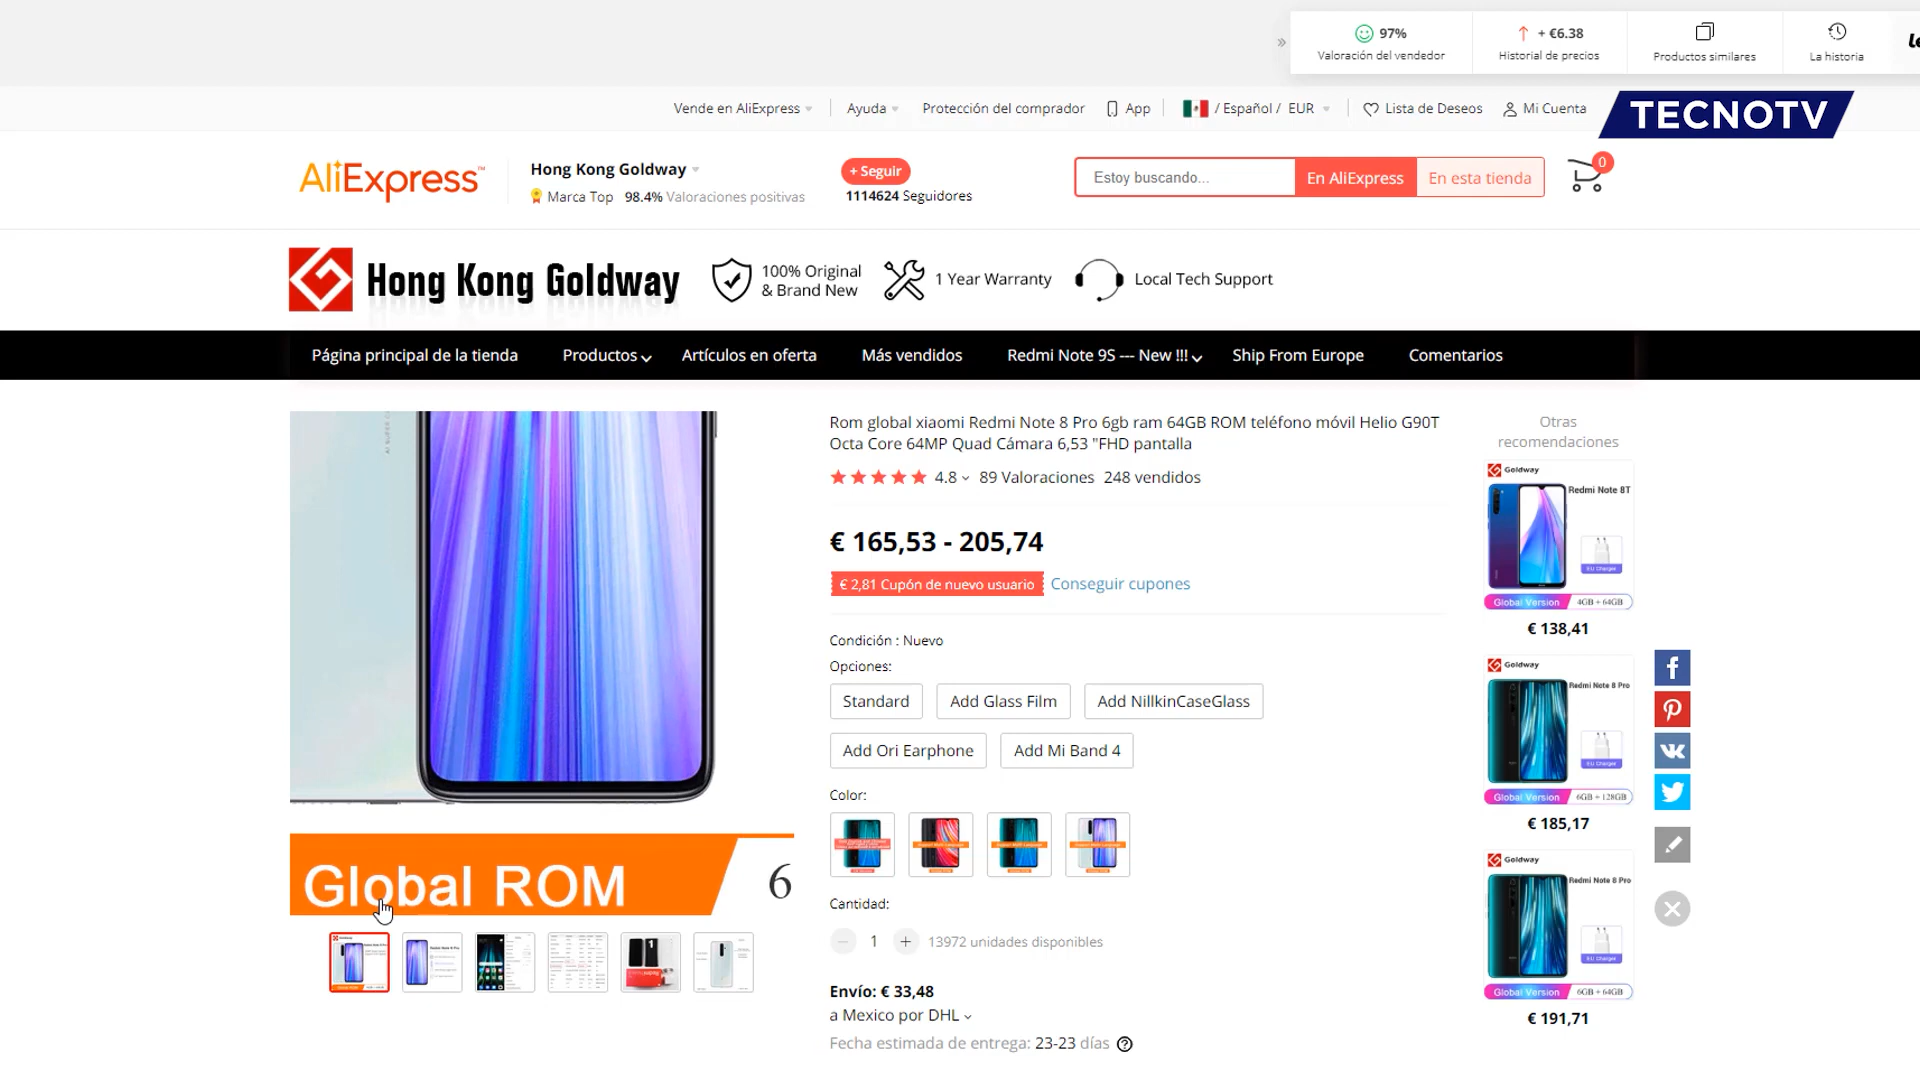 97%
Valoración del vendedor
+ €6.38
Historial de precios
Productos similares
La historia
Vende en AliExpress
Ayuda
Protección del comprador
App
/ Español / EUR
Lista de Deseos
Mi Cuenta
TECNOTV
AliExpress™
Hong Kong Goldway
Marca Top 98.4% Valoraciones positivas
+ Seguir
1114624 Seguidores
Estoy buscando...
En AliExpress
En esta tienda
0
Hong Kong Goldway
100% Original
& Brand New
1 Year Warranty
Local Tech Support
Página principal de la tienda
Productos
Artículos en oferta
Más vendidos
Redmi Note 9S --- New !!!
Ship From Europe
Comentarios
Global ROM
6
Rom global xiaomi Redmi Note 8 Pro 6gb ram 64GB ROM teléfono móvil Helio G90T
Octa Core 64MP Quad Cámara 6,53 "FHD pantalla
4.8 89 Valoraciones 248 vendidos
€ 165,53 - 205,74
€ 2,81 Cupón de nuevo usuario
Conseguir cupones
Condición : Nuevo
Opciones:
Standard
Add Glass Film
Add NillkinCaseGlass
Add Ori Earphone
Add Mi Band 4
Color:
Cantidad:
1
13972 unidades disponibles
Envío: € 33,48
a Mexico por DHL
Fecha estimada de entrega: 23-23 días
Otras
recomendaciones
Goldway
Redmi Note 8T
EU Charger
Global Version 4GB + 64GB
€ 138,41
Goldway
Redmi Note 8 Pro
EU Charger
Global Version 6GB + 128GB
€ 185,17
Goldway
Redmi Note 8 Pro
EU Charger
Global Version 6GB + 64GB
€ 191,71